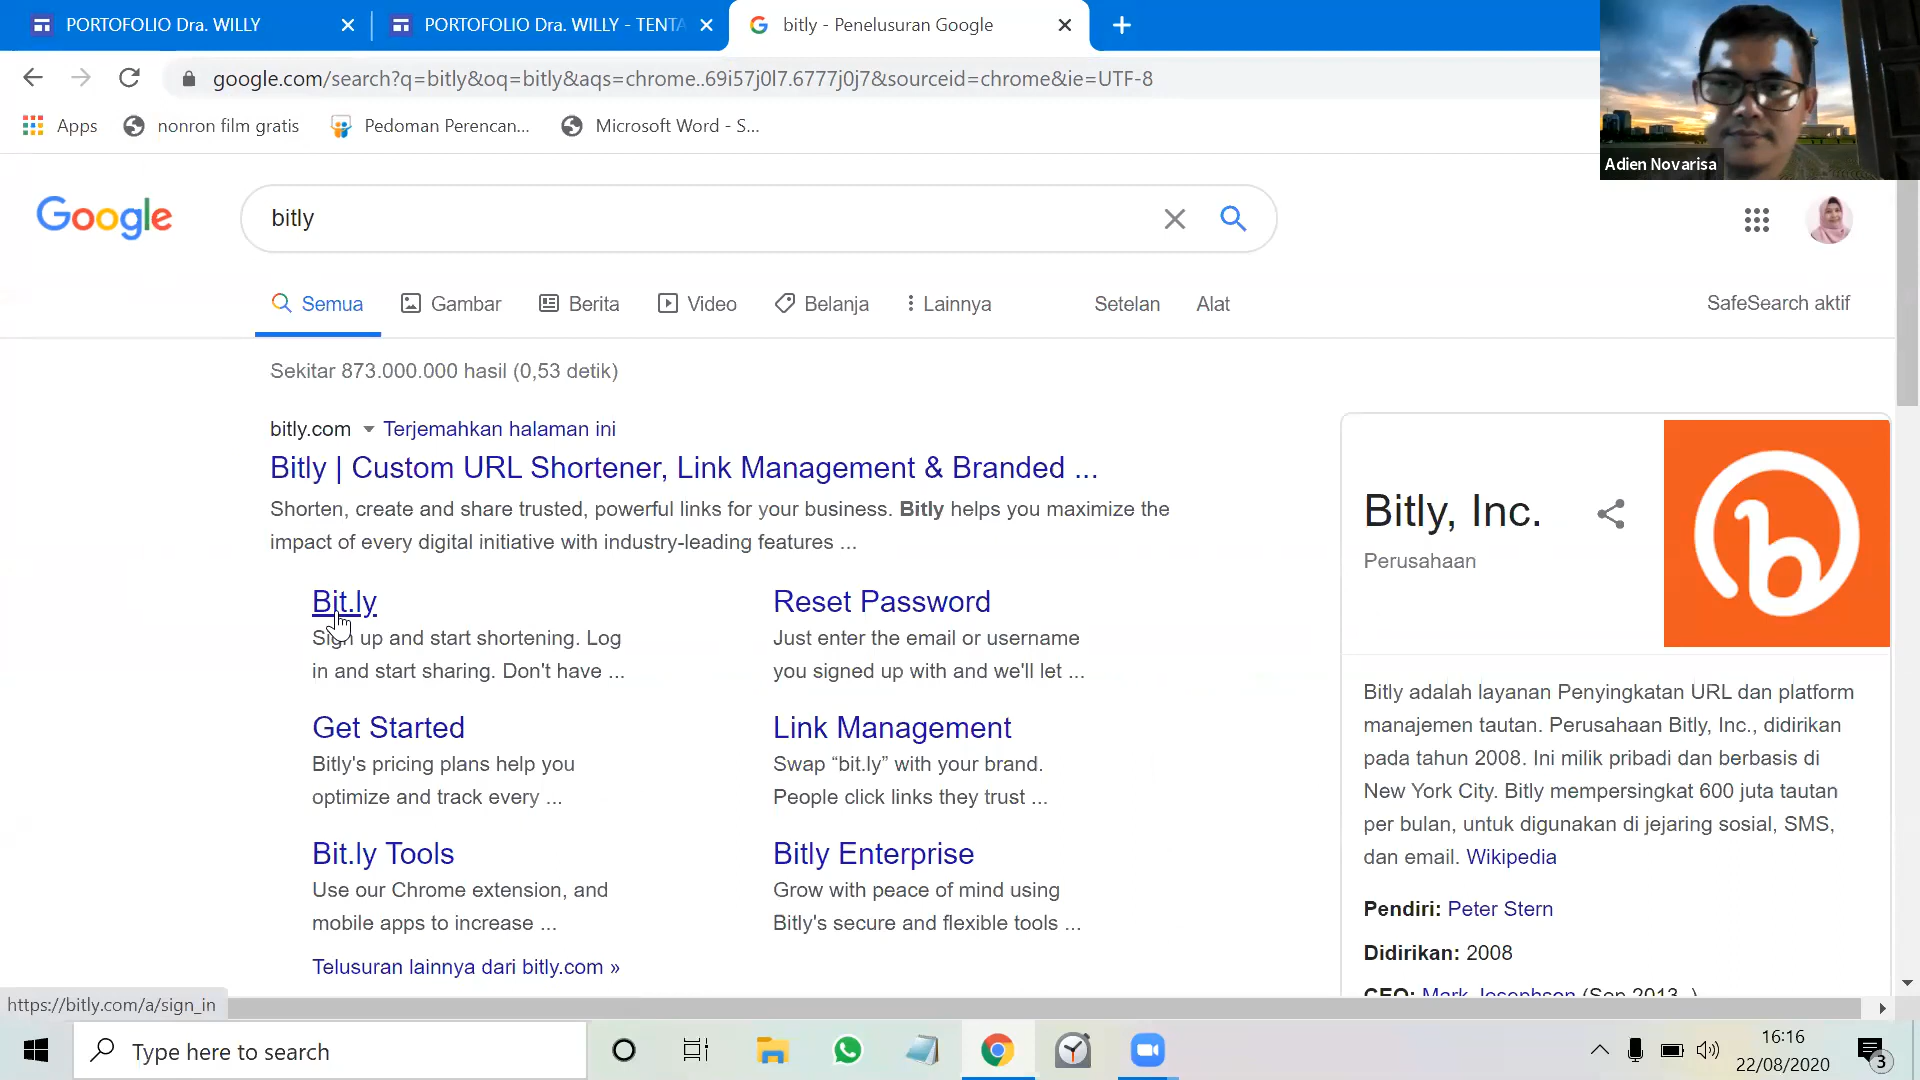 PORTOFOLIO Dra. WILLY
PORTOFOLIO Dra. WILLY - TENTA
bitly - Penelusuran Google
google.com/search?q=bitly&oq=bitly&aqs=chrome..69i57j0l7.6777j0j7&sourceid=chrome&ie=UTF-8
Apps
nonron film gratis
Pedoman Perencan...
Microsoft Word - S...
Adien Novarisa
Google
bitly
Semua
Gambar
Berita
Video
Belanja
Lainnya
Setelan
Alat
SafeSearch aktif
Sekitar 873.000.000 hasil (0,53 detik)
bitly.com
Terjemahkan halaman ini
Bitly | Custom URL Shortener, Link Management & Branded ...
Shorten, create and share trusted, powerful links for your business. Bitly helps you maximize the
impact of every digital initiative with industry-leading features ...
Bit.ly
Sign up and start shortening. Log
in and start sharing. Don't have ...
Reset Password
Just enter the email or username
you signed up with and we'll let ...
Get Started
Bitly's pricing plans help you
optimize and track every ...
Link Management
Swap “bit.ly” with your brand.
People click links they trust ...
Bit.ly Tools
Use our Chrome extension, and
mobile apps to increase ...
Bitly Enterprise
Grow with peace of mind using
Bitly's secure and flexible tools ...
Telusuran lainnya dari bitly.com »
Bitly, Inc.
Perusahaan
b
Bitly adalah layanan Penyingkatan URL dan platform
manajemen tautan. Perusahaan Bitly, Inc., didirikan
pada tahun 2008. Ini milik pribadi dan berbasis di
New York City. Bitly mempersingkat 600 juta tautan
per bulan, untuk digunakan di jejaring sosial, SMS,
dan email. Wikipedia
Pendiri: Peter Stern
Didirikan: 2008
CEO: Mark Josephson (Sep 2013–)
https://bitly.com/a/sign_in
Type here to search
16:16
22/08/2020
3